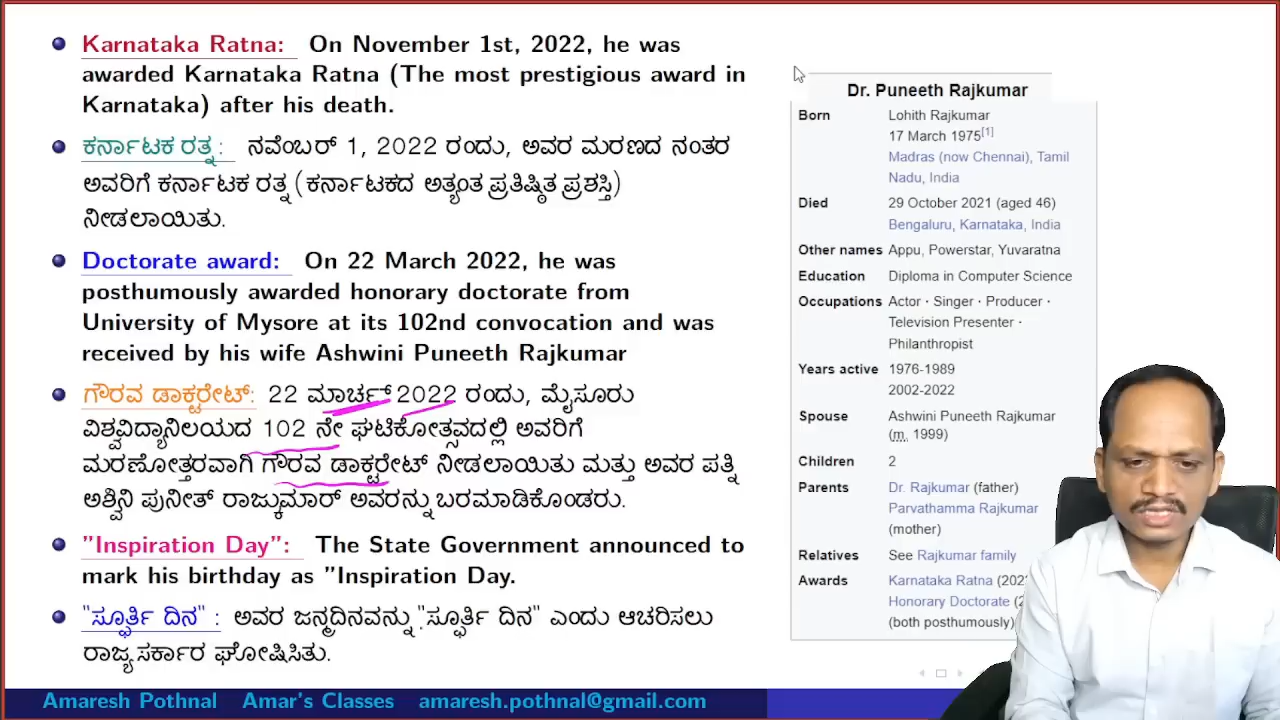 Karnataka Ratna: On November 1st, 2022, he was
awarded Karnataka Ratna (The most prestigious award in
Karnataka) after his death.
ಕರ್ನಾಟಕ ರತ್ನ: ನವೆಂಬರ್ 1, 2022 ರಂದು, ಅವರ ಮರಣದ ನಂತರ
ಅವರಿಗೆ ಕರ್ನಾಟಕ ರತ್ನ (ಕರ್ನಾಟಕದ ಅತ್ಯಂತ ಪ್ರತಿಷ್ಠಿತ ಪ್ರಶಸ್ತಿ)
ನೀಡಲಾಯಿತು.
Doctorate award: On 22 March 2022, he was
posthumously awarded honorary doctorate from
University of Mysore at its 102nd convocation and was
received by his wife Ashwini Puneeth Rajkumar
ಗೌರವ ಡಾಕ್ಟರೇಟ್: 22 ಮಾರ್ಚ್ 2022 ರಂದು, ಮೈಸೂರು
ವಿಶ್ವವಿದ್ಯಾನಿಲಯದ 102 ನೇ ಘಟಿಕೋತ್ಸವದಲ್ಲಿ ಅವರಿಗೆ
ಮರಣೋತ್ತರವಾಗಿ ಗೌರವ ಡಾಕ್ಟರೇಟ್ ನೀಡಲಾಯಿತು ಮತ್ತು ಅವರ ಪತ್ನಿ
ಅಶ್ವಿನಿ ಪುನೀತ್ ರಾಜ್ಕುಮಾರ್ ಅವರನ್ನು ಬರಮಾಡಿಕೊಂಡರು.
"Inspiration Day": The State Government announced to
mark his birthday as "Inspiration Day.
"ಸ್ಫೂರ್ತಿ ದಿನ" : ಅವರ ಜನ್ಮದಿನವನ್ನು "ಸ್ಫೂರ್ತಿ ದಿನ" ಎಂದು ಆಚರಿಸಲು
ರಾಜ್ಯ ಸರ್ಕಾರ ಘೋಷಿಸಿತು.
Dr. Puneeth Rajkumar
Born Lohith Rajkumar
17 March 1975[1]
Madras (now Chennai), Tamil
Nadu, India
Died 29 October 2021 (aged 46)
Bengaluru, Karnataka, India
Other names Appu, Powerstar, Yuvaratna
Education Diploma in Computer Science
Occupations Actor · Singer · Producer ·
Television Presenter ·
Philanthropist
Years active 1976-1989
2002-2022
Spouse Ashwini Puneeth Rajkumar
(m. 1999)
Children 2
Parents Dr. Rajkumar (father)
Parvathamma Rajkumar
(mother)
Relatives See Rajkumar family
Awards Karnataka Ratna
Honorary Doctorate
(both posthumously)
Amaresh Pothnal Amar's Classes amaresh.pothnal@gmail.com